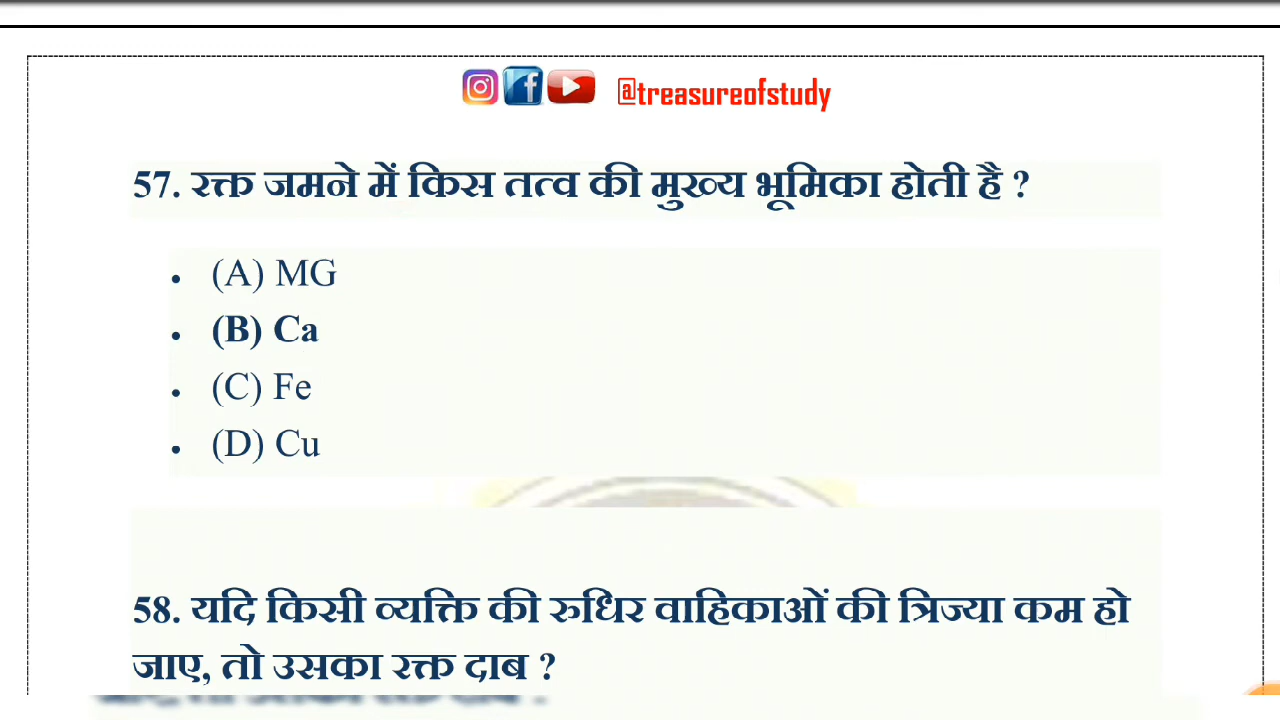 @treasureofstudy
57. रक्त जमने में किस तत्व की मुख्य भूमिका होती है ?
• (A) MG
• (B) Ca
• (C) Fe
• (D) Cu
58. यदि किसी व्यक्ति की रुधिर वाहिकाओं की त्रिज्या कम हो
जाए, तो उसका रक्त दाब ?